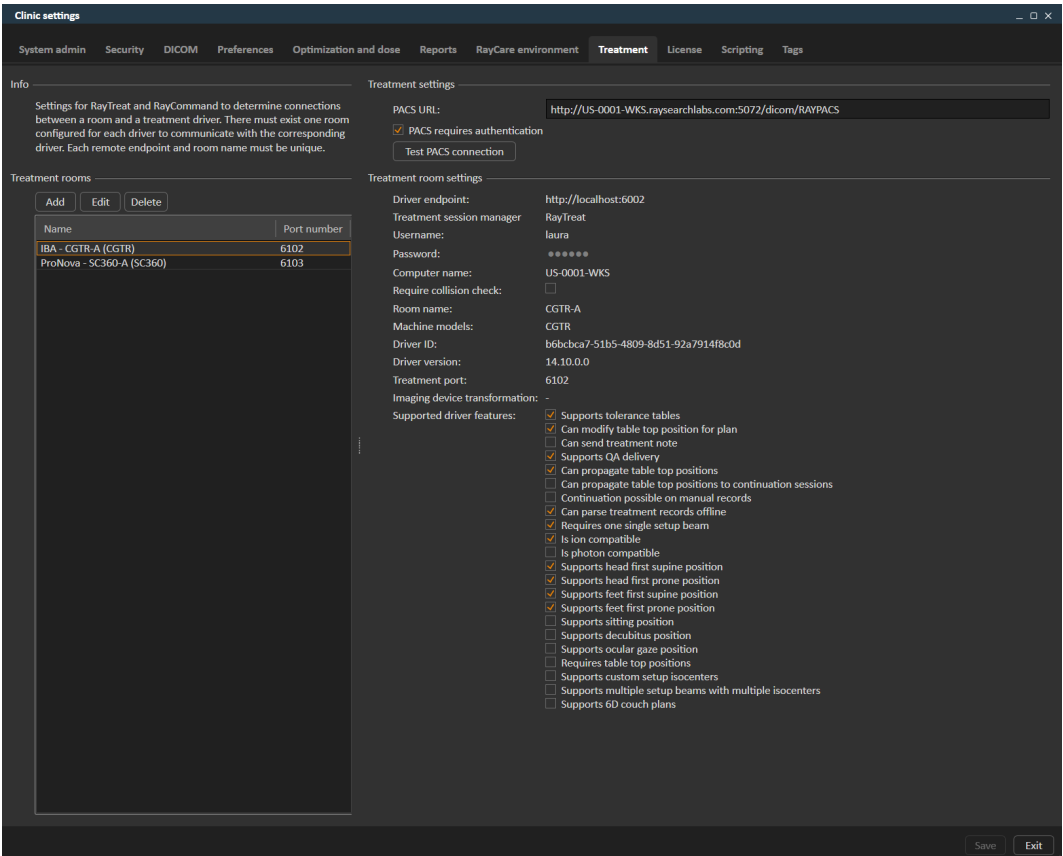 Clinic settings
System admin Security DICOM Preferences Optimization and dose Reports RayCare environment Treatment License Scripting Tags
Info
Settings for RayTreat and RayCommand to determine connections
between a room and a treatment driver. There must exist one room
configured for each driver to communicate with the corresponding
driver. Each remote endpoint and room name must be unique.
Treatment rooms
Add Edit Delete
Name Port number
IBA - CGTR-A (CGTR) 6102
ProNova - SC360-A (SC360) 6103
Treatment settings
PACS URL: http://US-0001-WKS.raysearchlabs.com:5072/dicom/RAYPACS
PACS requires authentication
Test PACS connection
Treatment room settings
Driver endpoint: http://localhost:6002
Treatment session manager RayTreat
Username: laura
Password: ●●●●●●
Computer name: US-0001-WKS
Require collision check:
Room name: CGTR-A
Machine models: CGTR
Driver ID: b6bcbca7-51b5-4809-8d51-92a7914f8c0d
Driver version: 14.10.0.0
Treatment port: 6102
Imaging device transformation: -
Supported driver features: Supports tolerance tables
Can modify table top position for plan
Can send treatment note
Supports QA delivery
Can propagate table top positions
Can propagate table top positions to continuation sessions
Continuation possible on manual records
Can parse treatment records offline
Requires one single setup beam
Is ion compatible
Is photon compatible
Supports head first supine position
Supports head first prone position
Supports feet first supine position
Supports feet first prone position
Supports sitting position
Supports decubitus position
Supports ocular gaze position
Requires table top positions
Supports custom setup isocenters
Supports multiple setup beams with multiple isocenters
Supports 6D couch plans
Save Exit